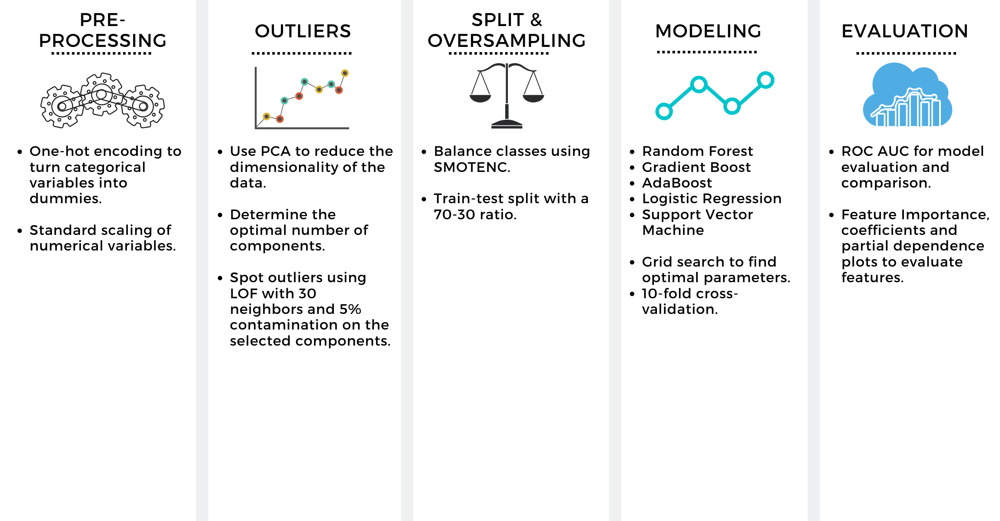 PRE-
PROCESSING
• One-hot encoding to
turn categorical
variables into
dummies.
• Standard scaling of
numerical variables.
OUTLIERS
• Use PCA to reduce the
dimensionality of the
data.
• Determine the
optimal number of
components.
• Spot outliers using
LOF with 30
neighbors and 5%
contamination on the
selected components.
SPLIT &
OVERSAMPLING
• Balance classes using
SMOTENC.
• Train-test split with a
70-30 ratio.
MODELING
• Random Forest
• Gradient Boost
• AdaBoost
• Logistic Regression
• Support Vector
Machine
• Grid search to find
optimal parameters.
• 10-fold cross-
validation.
EVALUATION
• ROC AUC for model
evaluation and
comparison.
• Feature Importance,
coefficients and
partial dependence
plots to evaluate
features.